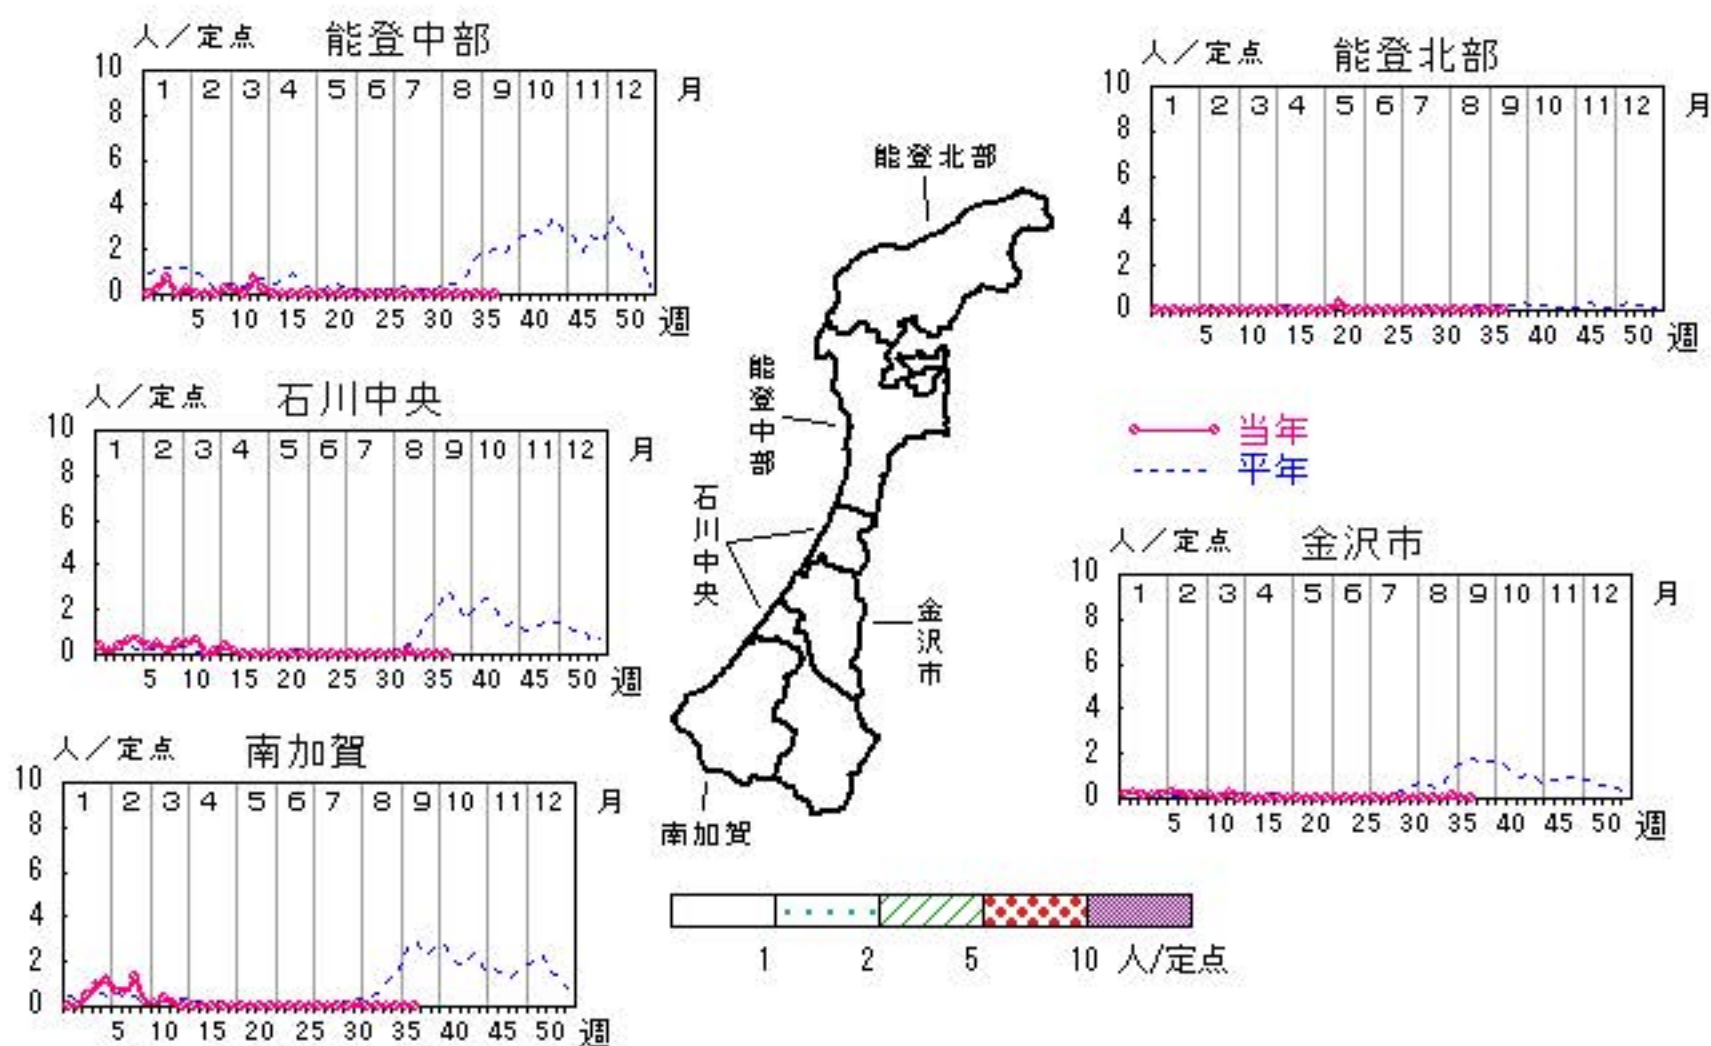 人／定点 能登中部
10 8 6 4 2 0
1 2 3 4 5 6 7 8 9 10 11 12 月
5 10 15 20 25 30 35 40 45 50 週
人／定点 能登北部
10 8 6 4 2 0
1 2 3 4 5 6 7 8 9 10 11 12 月
5 10 15 20 25 30 35 40 45 50 週
能登北部
能登中部
石川中央
金沢市
南加賀
人／定点 石川中央
10 8 6 4 2 0
1 2 3 4 5 6 7 8 9 10 11 12 月
5 10 15 20 25 30 35 40 45 50 週
当年
平年
人／定点 金沢市
10 8 6 4 2 0
1 2 3 4 5 6 7 8 9 10 11 12 月
5 10 15 20 25 30 35 40 45 50 週
人／定点 南加賀
10 8 6 4 2 0
1 2 3 4 5 6 7 8 9 10 11 12 月
5 10 15 20 25 30 35 40 45 50 週
1 2 5 10 人/定点